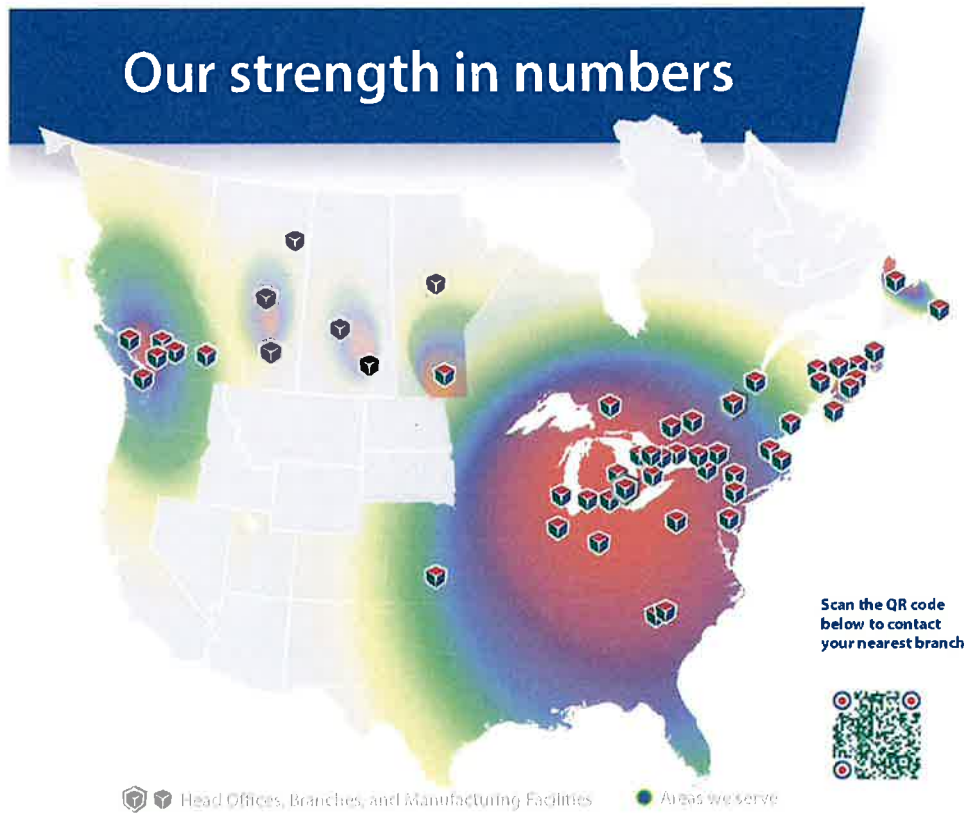 Our strength in numbers
Scan the QR code
below to contact
your nearest branch
Head Offices, Branches, and Manufacturing Facilities
Areas we serve